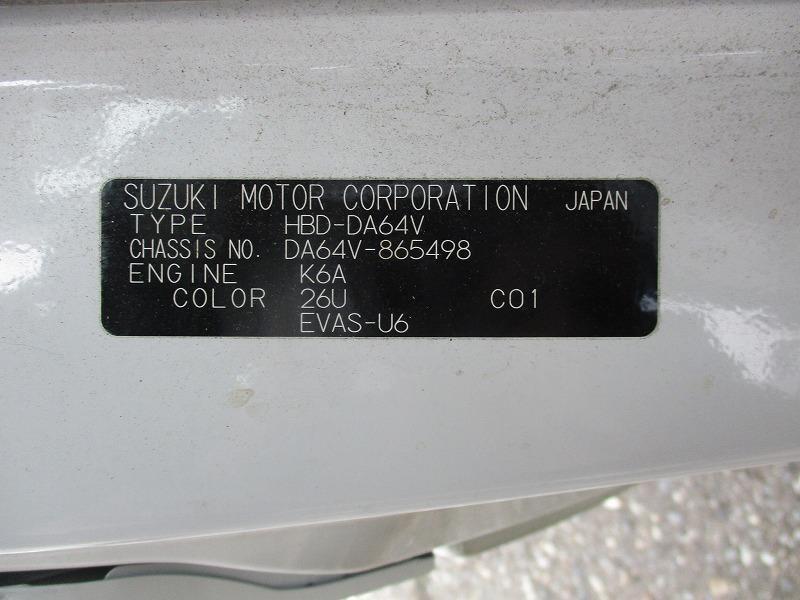 SUZUKI MOTOR CORPORATION JAPAN
TYPE HBD-DA64V
CHASSIS NO. DA64V-865498
ENGINE K6A
COLOR 26U C01
EVAS-U6